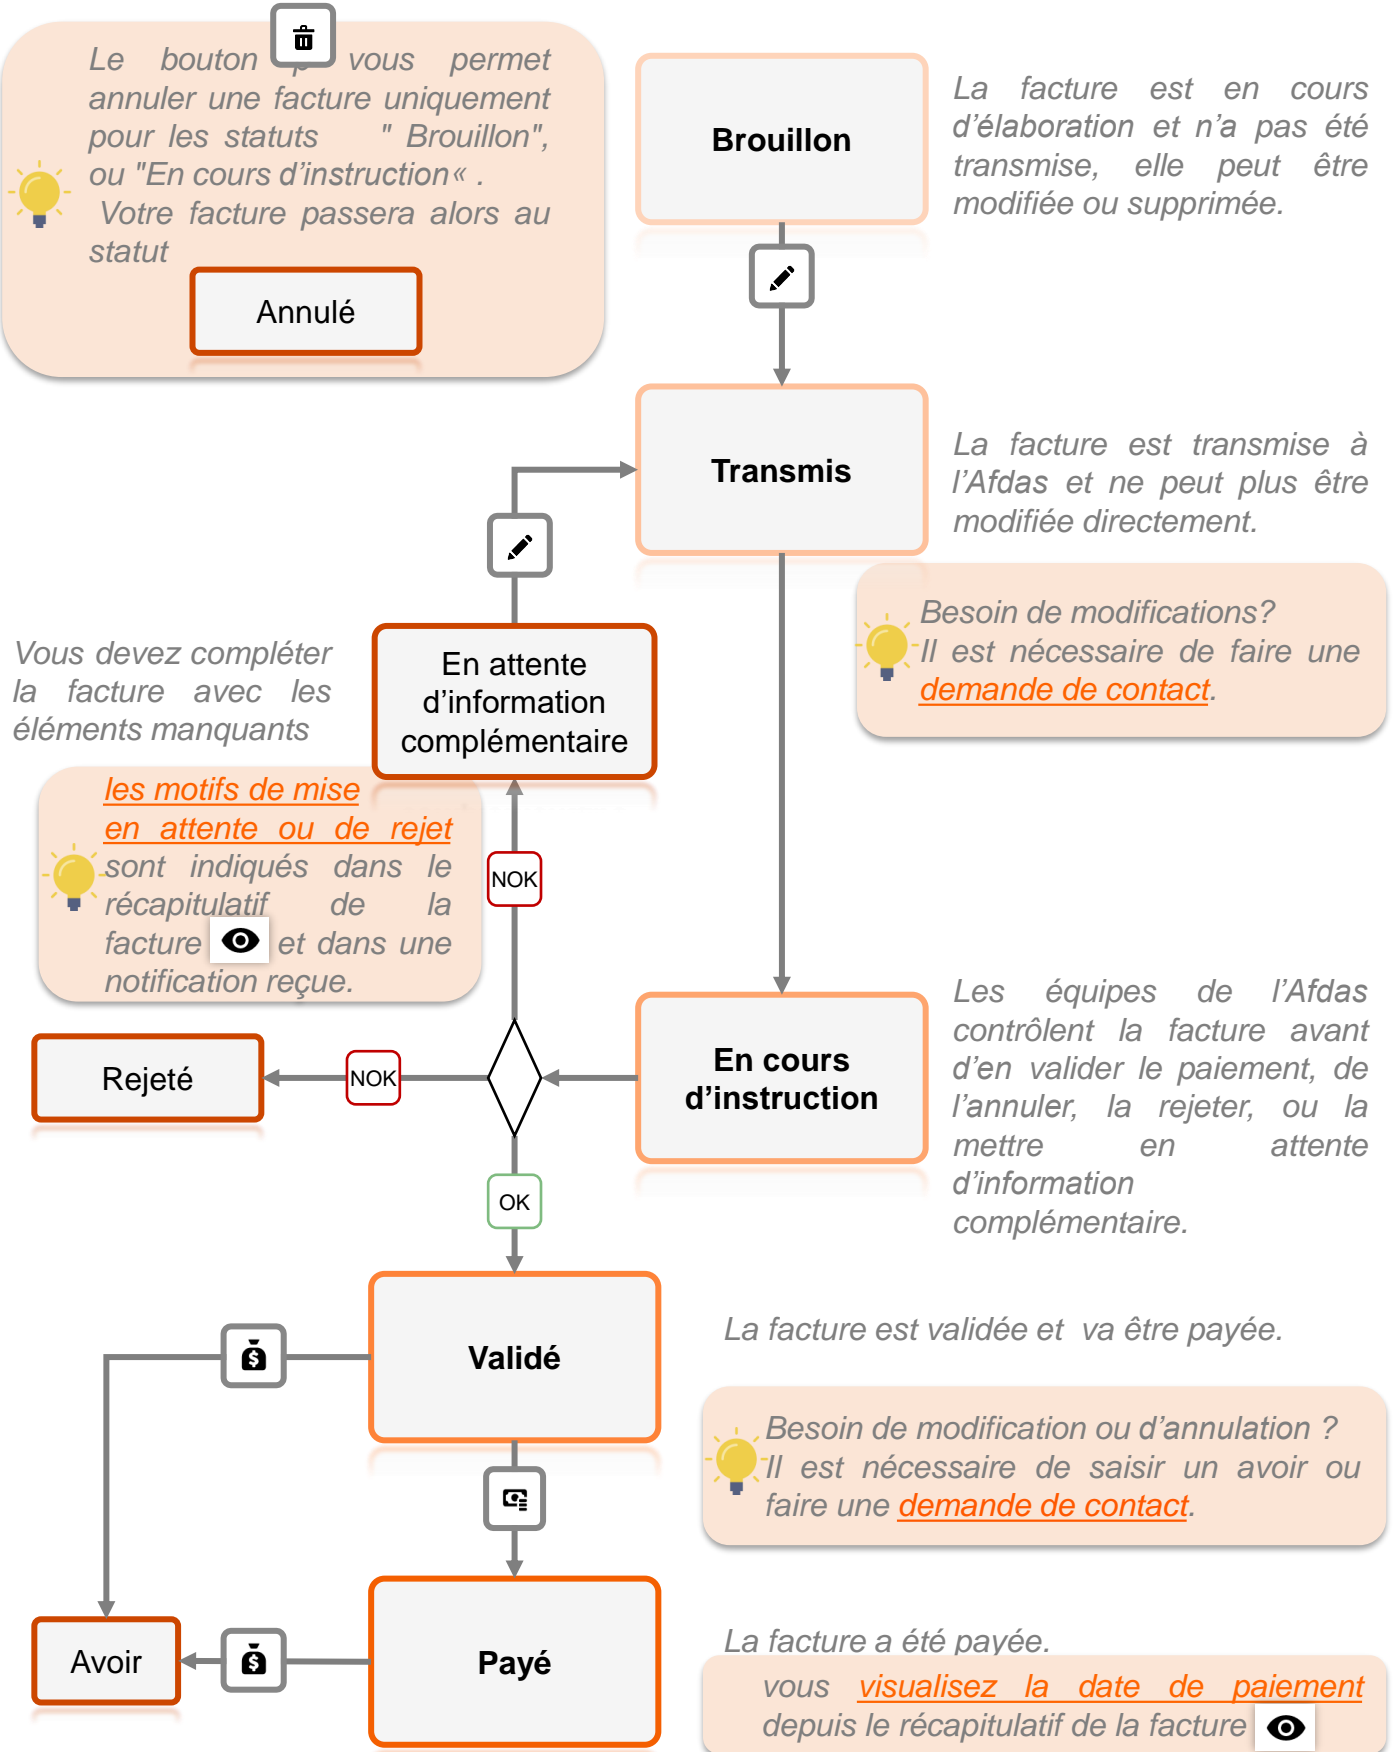 Le bouton p vous permet
annuler une facture uniquement
pour les statuts " Brouillon",
ou "En cours d’instruction« .
Votre facture passera alors au
statut
Annulé
Brouillon
La facture est en cours
d’élaboration et n’a pas été
transmise, elle peut être
modifiée ou supprimée.
Transmis
La facture est transmise à
l’Afdas et ne peut plus être
modifiée directement.
Besoin de modifications?
Il est nécessaire de faire une
demande de contact.
Vous devez compléter
la facture avec les
éléments manquants
En attente
d’information
complémentaire
les motifs de mise
en attente ou de rejet
sont indiqués dans le
récapitulatif de la
facture et dans une
notification reçue.
NOK
Rejeté
NOK
En cours
d’instruction
Les équipes de l’Afdas
contrôlent la facture avant
d’en valider le paiement, de
l’annuler, la rejeter, ou la
mettre en attente
d’information
complémentaire.
OK
Validé
La facture est validée et va être payée.
Besoin de modification ou d’annulation ?
Il est nécessaire de saisir un avoir ou
faire une demande de contact.
Avoir
Payé
La facture a été payée.
vous visualisez la date de paiement
depuis le récapitulatif de la facture